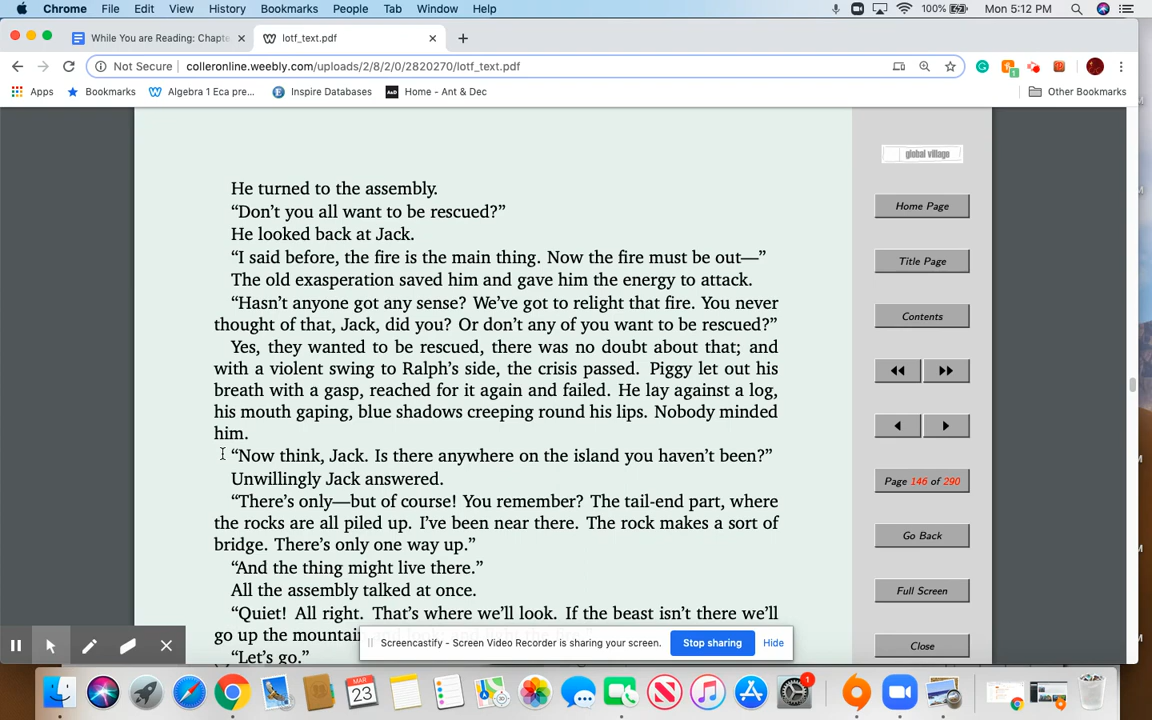 Chrome File Edit View History Bookmarks People Tab Window Help 100% Mon 5:12 PM
While You are Reading: Chapte lotf_text.pdf
Not Secure colleronline.weebly.com/uploads/2/8/2/0/2820270/lotf_text.pdf
Apps Bookmarks Algebra 1 Eca pre... Inspire Databases Home - Ant & Dec Other Bookmarks
He turned to the assembly.
“Don’t you all want to be rescued?”
He looked back at Jack.
“I said before, the fire is the main thing. Now the fire must be out—”
The old exasperation saved him and gave him the energy to attack.
“Hasn’t anyone got any sense? We’ve got to relight that fire. You never
thought of that, Jack, did you? Or don’t any of you want to be rescued?”
Yes, they wanted to be rescued, there was no doubt about that; and
with a violent swing to Ralph’s side, the crisis passed. Piggy let out his
breath with a gasp, reached for it again and failed. He lay against a log,
his mouth gaping, blue shadows creeping round his lips. Nobody minded
him.
“Now think, Jack. Is there anywhere on the island you haven’t been?”
Unwillingly Jack answered.
“There’s only—but of course! You remember? The tail-end part, where
the rocks are all piled up. I’ve been near there. The rock makes a sort of
bridge. There’s only one way up.”
“And the thing might live there.”
All the assembly talked at once.
“Quiet! All right. That’s where we’ll look. If the beast isn’t there we’ll
go up the mountain
“Let’s go.”
global village
Home Page
Title Page
Contents
Page 146 of 290
Go Back
Full Screen
Close
Screencastify - Screen Video Recorder is sharing your screen. Stop sharing Hide
MAR
23
1